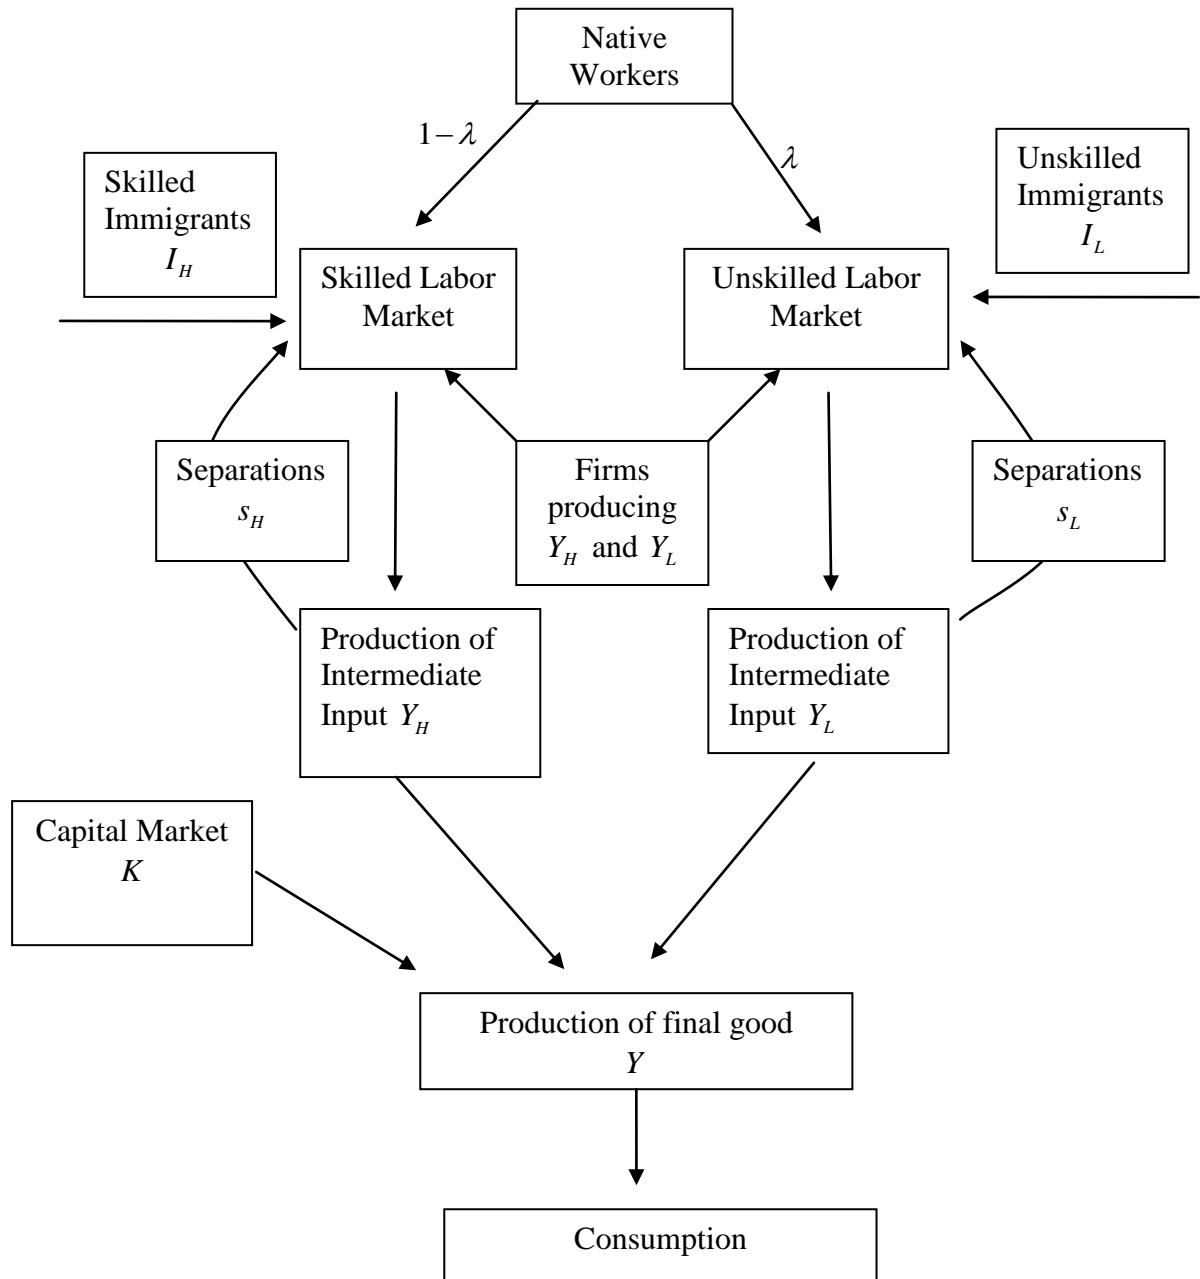 Native
Workers
1−λ
λ
Skilled
Immigrants
I_H
Unskilled
Immigrants
I_L
Skilled Labor
Market
Unskilled Labor
Market
Separations
s_H
Firms
producing
Y_H and Y_L
Separations
s_L
Production of
Intermediate
Input Y_H
Production of
Intermediate
Input Y_L
Capital Market
K
Production of final good
Y
Consumption